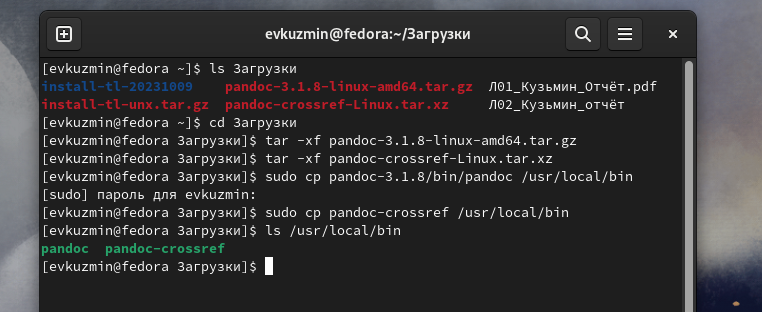 evkuzmin@fedora:~/Загрузки
[evkuzmin@fedora ~]$ ls Загрузки
install-tl-20231009 pandoc-3.1.8-linux-amd64.tar.gz Л01_Кузьмин_Отчёт.pdf
install-tl-unx.tar.gz pandoc-crossref-Linux.tar.xz Л02_Кузьмин_отчёт
[evkuzmin@fedora ~]$ cd Загрузки
[evkuzmin@fedora Загрузки]$ tar -xf pandoc-3.1.8-linux-amd64.tar.gz
[evkuzmin@fedora Загрузки]$ tar -xf pandoc-crossref-Linux.tar.xz
[evkuzmin@fedora Загрузки]$ sudo cp pandoc-3.1.8/bin/pandoc /usr/local/bin
[sudo] пароль для evkuzmin:
[evkuzmin@fedora Загрузки]$ sudo cp pandoc-crossref /usr/local/bin
[evkuzmin@fedora Загрузки]$ ls /usr/local/bin
pandoc pandoc-crossref
[evkuzmin@fedora Загрузки]$